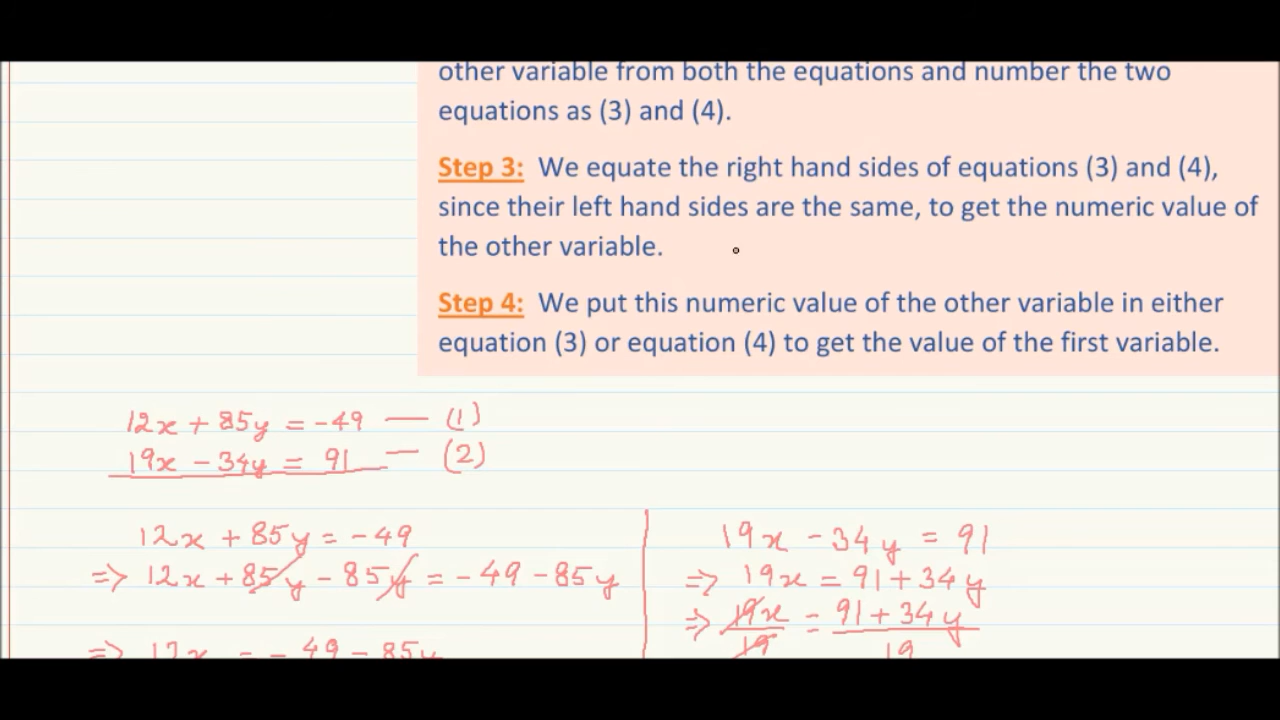 other variable from both the equations and number the two
equations as (3) and (4).
Step 3: We equate the right hand sides of equations (3) and (4),
since their left hand sides are the same, to get the numeric value of
the other variable.
Step 4: We put this numeric value of the other variable in either
equation (3) or equation (4) to get the value of the first variable.
12x + 85y = -49 — (1)
19x - 34y = 91 — (2)
12x + 85y = -49
=> 12x + 85y - 85y = -49 - 85y
=> 12x = - 49 - 85y
19x - 34y = 91
=> 19x = 91 + 34y
=> 19x = 91 + 34y
19 19